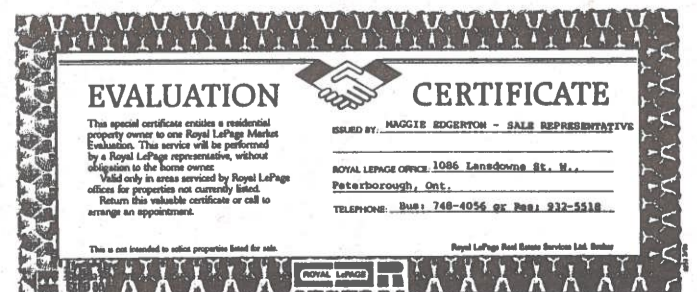 EVALUATION CERTIFICATE
This special certificate entitles a residential
property owner to one Royal LePage Market
Evaluation. This service will be performed
by a Royal LePage representative, without
obligation to the home owner.
Valid only in areas serviced by Royal LePage
offices for properties not currently listed.
Return this valuable certificate or call to
arrange an appointment.
This is not intended to solicit properties listed for sale.
ISSUED BY: MAGGIE EDGERTON - SALE REPRESENTATIVE
ROYAL LEPAGE OFFICE: 1086 Lansdowne St. W.,
Peterborough, Ont.
TELEPHONE: Bus: 748-4056 or Res: 932-5518
Royal LePage Real Estate Services Ltd. Broker
ROYAL LEPAGE